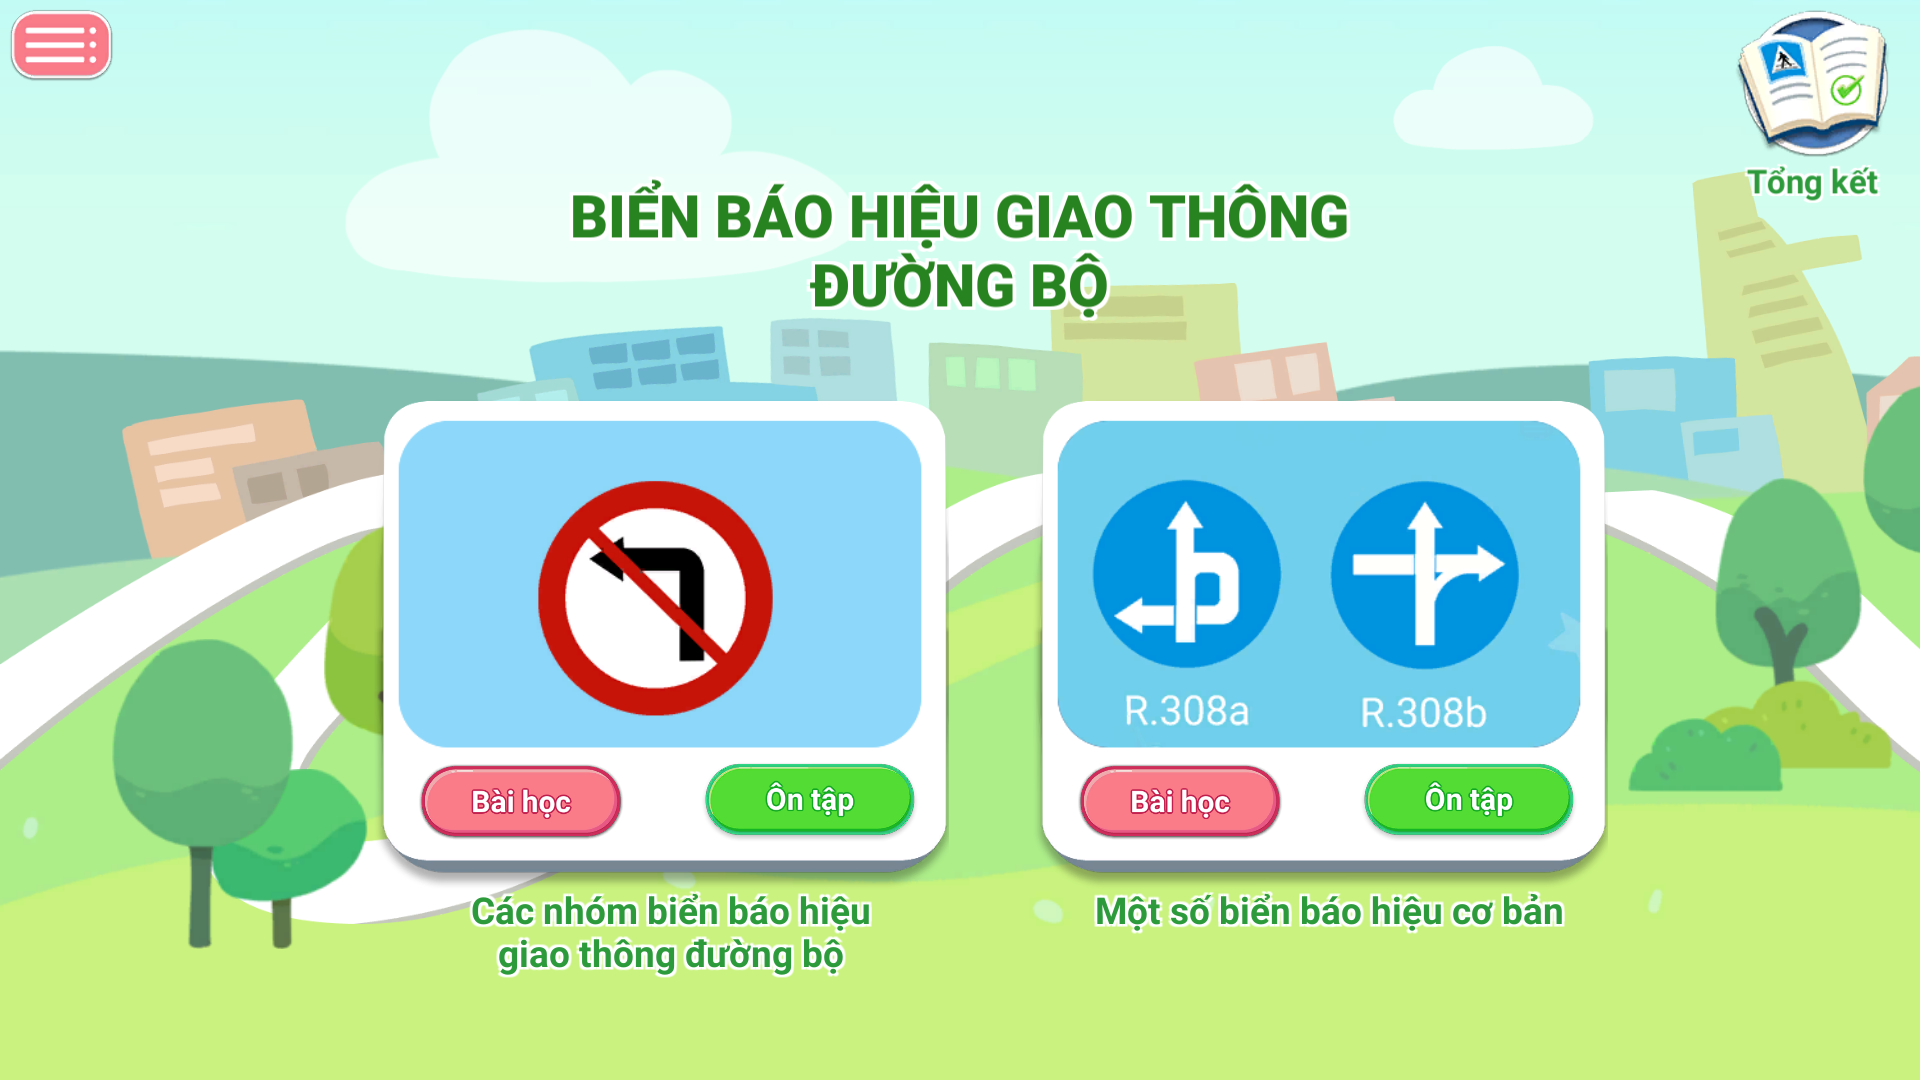 Tổng kết
BIỂN BÁO HIỆU GIAO THÔNG
ĐƯỜNG BỘ
R.308a
R.308b
Bài học
Ôn tập
Bài học
Ôn tập
Các nhóm biển báo hiệu
giao thông đường bộ
Một số biển báo hiệu cơ bản